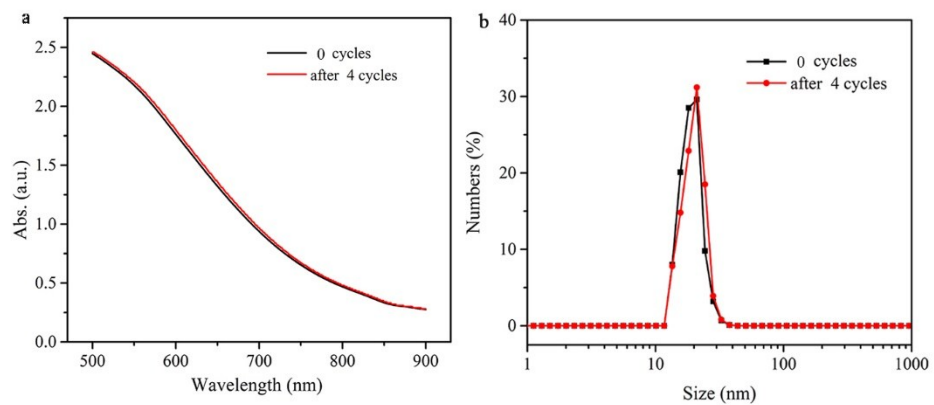 a
0 cycles
after 4 cycles
Abs. (a.u.)
2.5
2.0
1.5
1.0
0.5
0.0
500
600
700
800
900
Wavelength (nm)
b
0 cycles
after 4 cycles
Numbers (%)
40
30
20
10
0
1
10
100
1000
Size (nm)